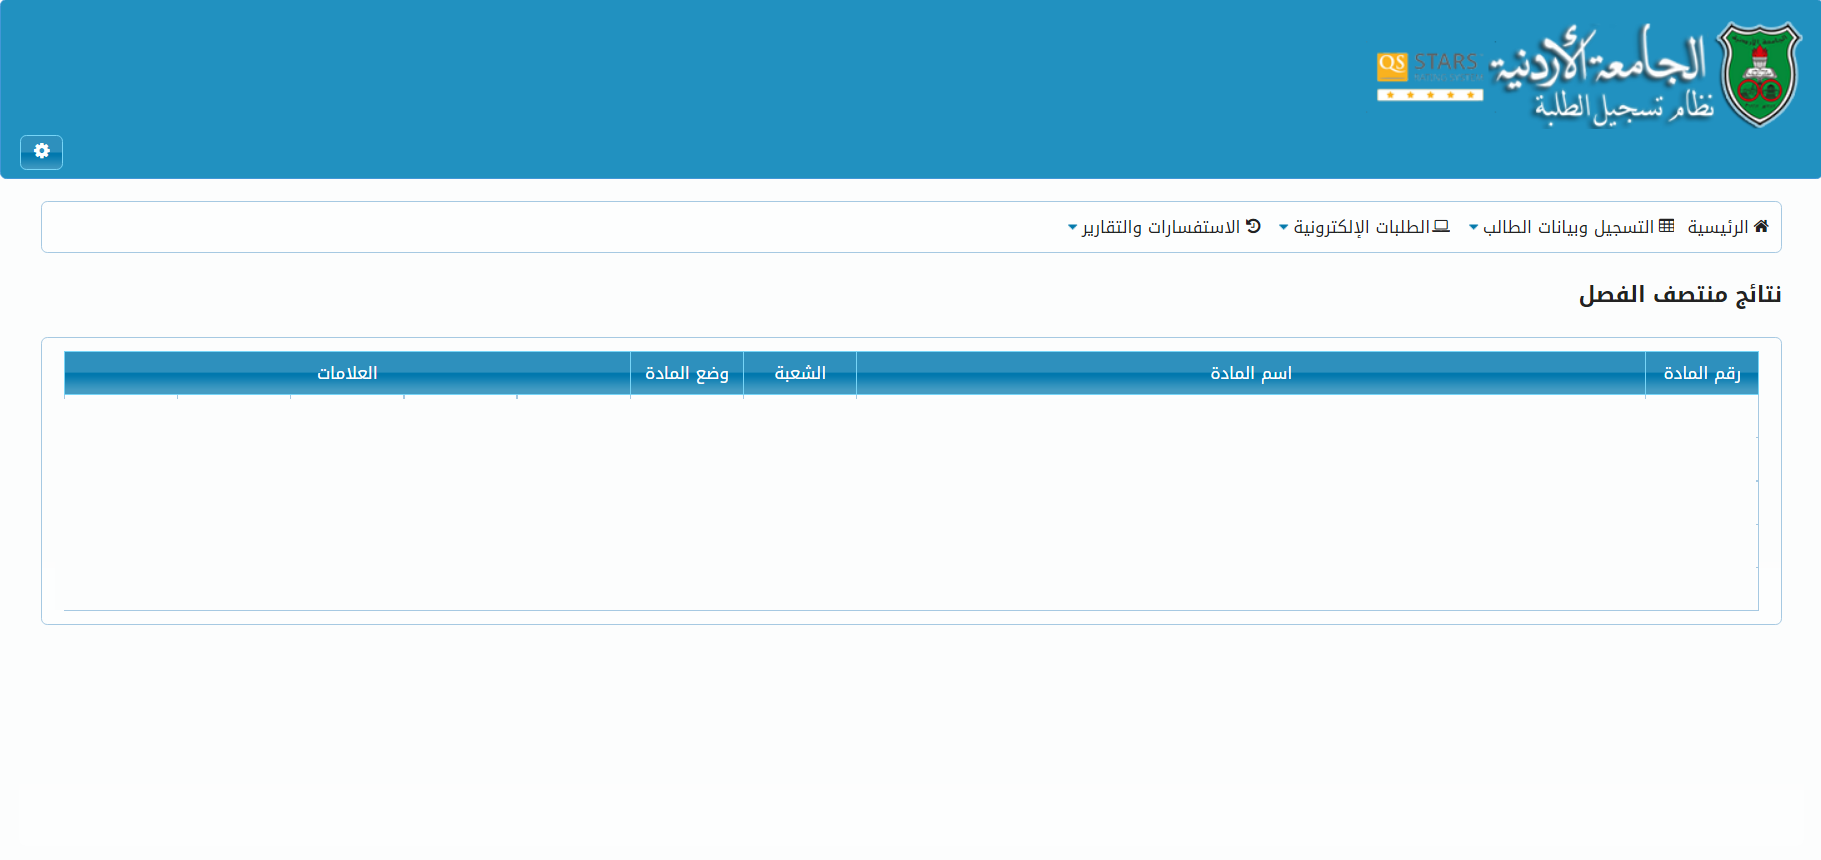 الجامعة الأردنية
نظام تسجيل الطلبة
QS STARS
الرئيسية التسجيل وبيانات الطالب الطلبات الإلكترونية الاستفسارات والتقارير
نتائج منتصف الفصل
رقم المادة اسم المادة الشعبة وضع المادة العلامات